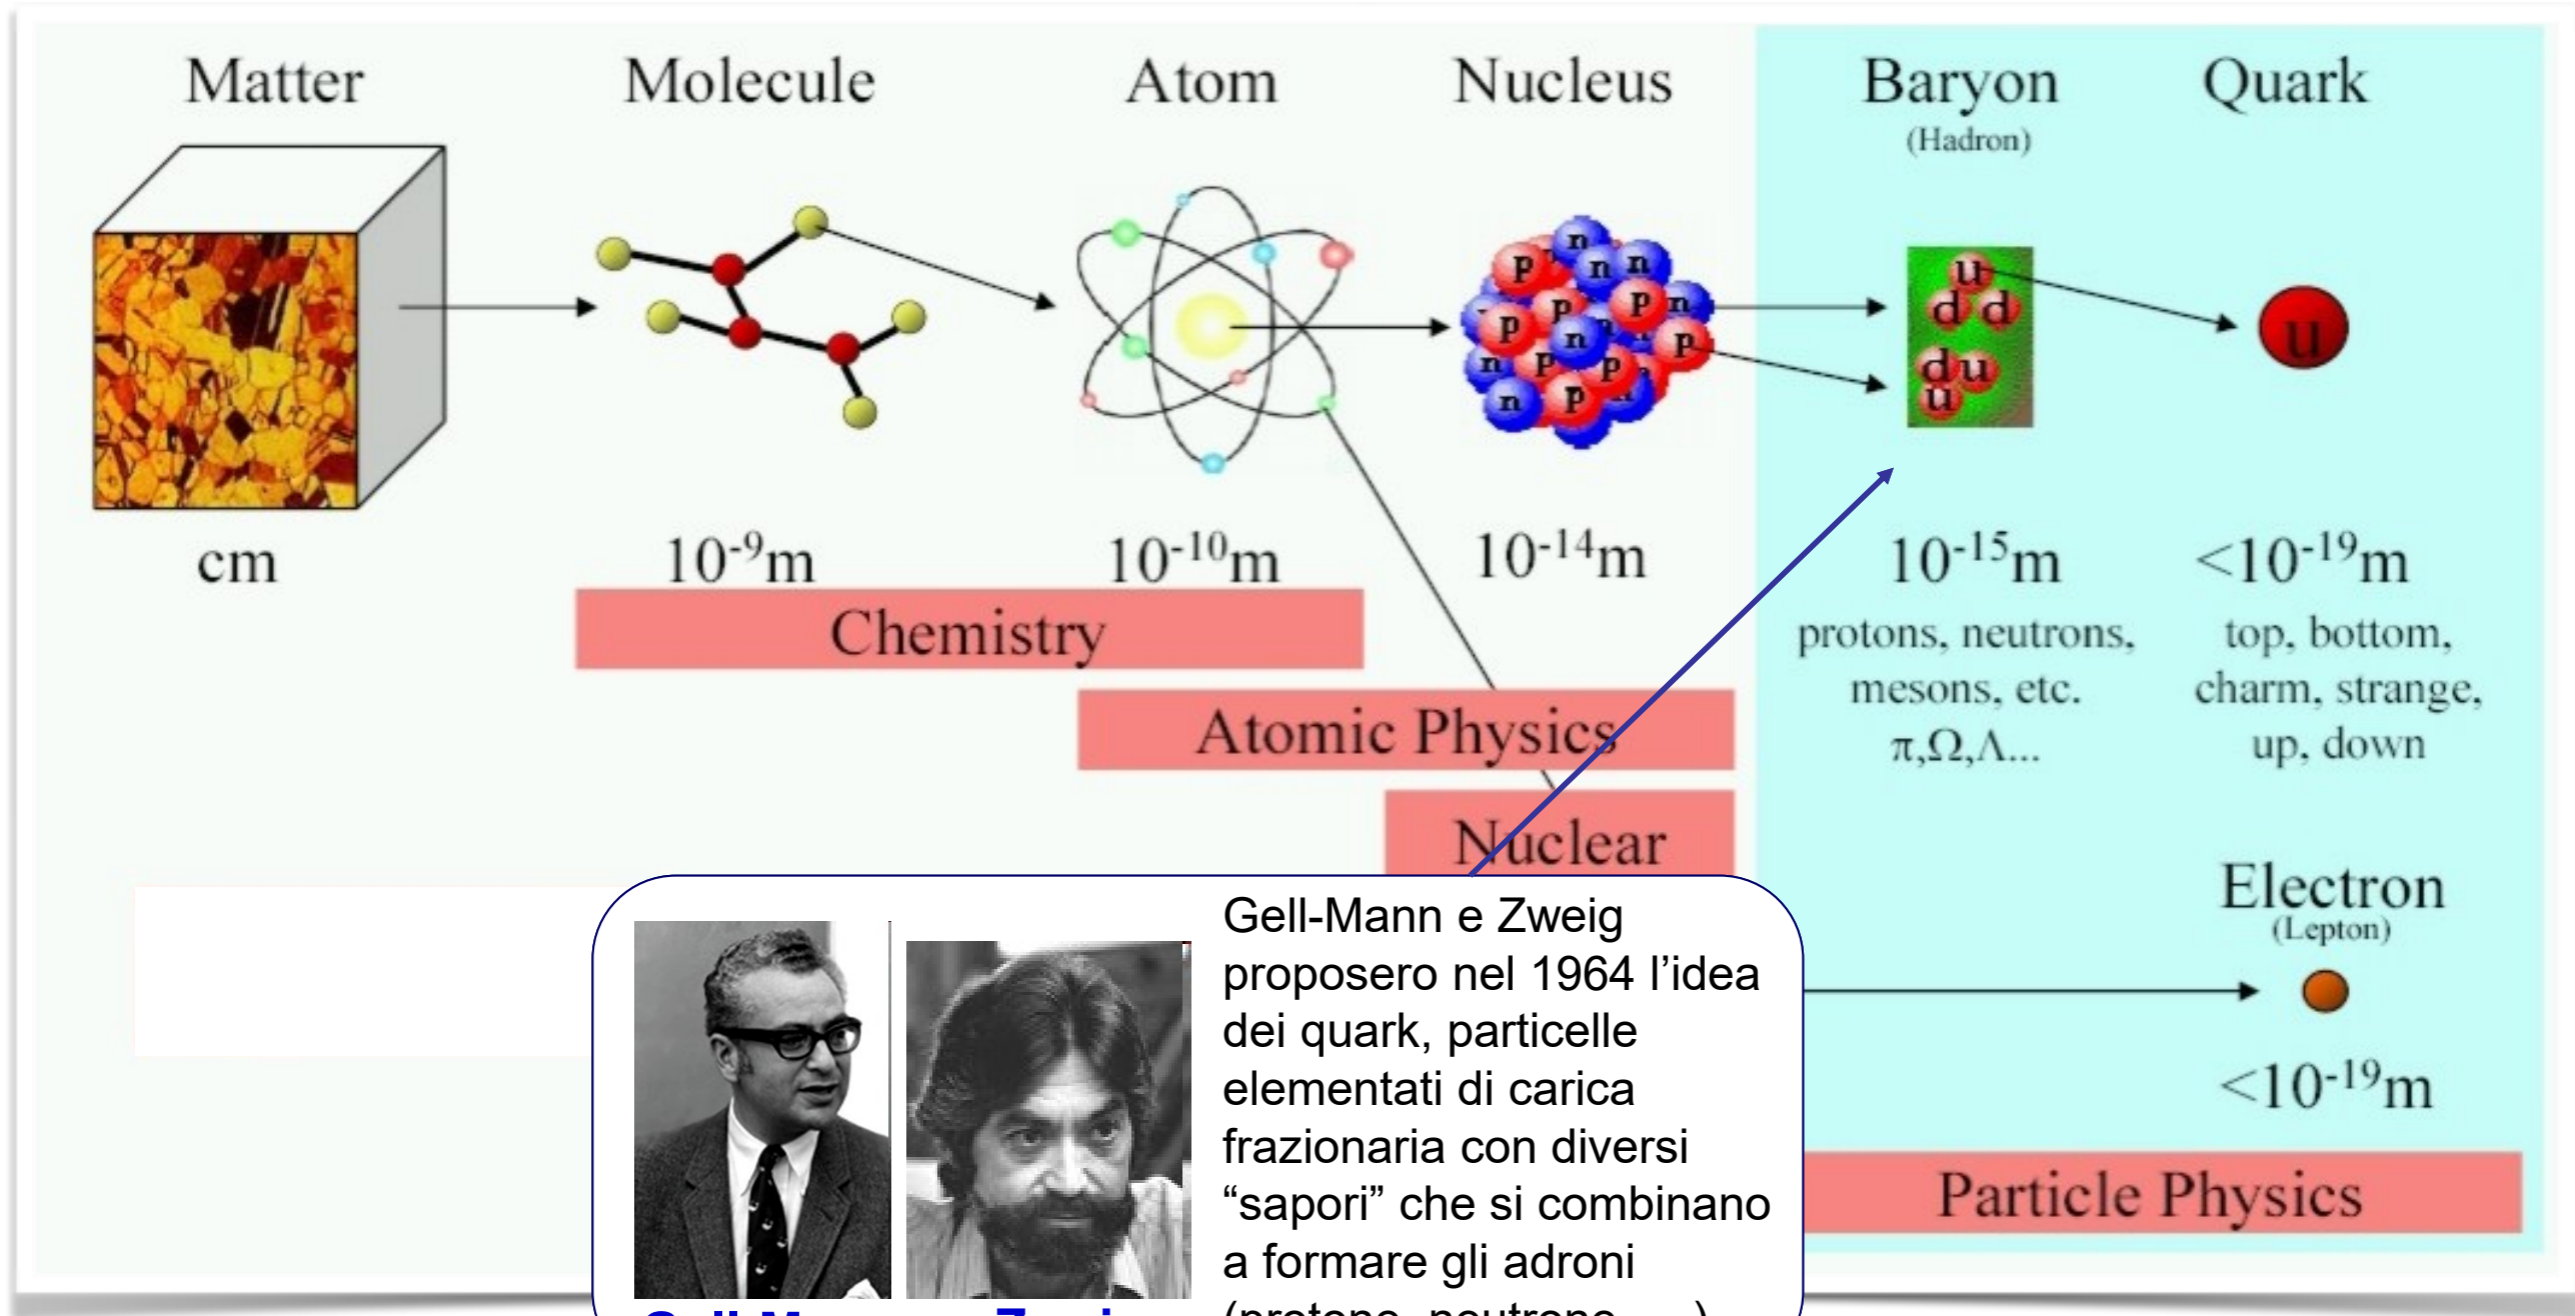 Matter
Molecule
Atom
Nucleus
Baryon
(Hadron)
Quark
n
p
n
n
p
p
n
p
n
p
n
p
p
n
p
n
u
d d
d u
u
u
cm
10⁻⁹m
10⁻¹⁰m
10⁻¹⁴m
10⁻¹⁵m
<10⁻¹⁹m
protons, neutrons,
mesons, etc.
π,Ω,Λ...
top, bottom,
charm, strange,
up, down
Chemistry
Atomic Physics
Nuclear
Electron
(Lepton)
<10⁻¹⁹m
Particle Physics
Gell-Mann e Zweig
proposero nel 1964 l’idea
dei quark, particelle
elementati di carica
frazionaria con diversi
“sapori” che si combinano
a formare gli adroni